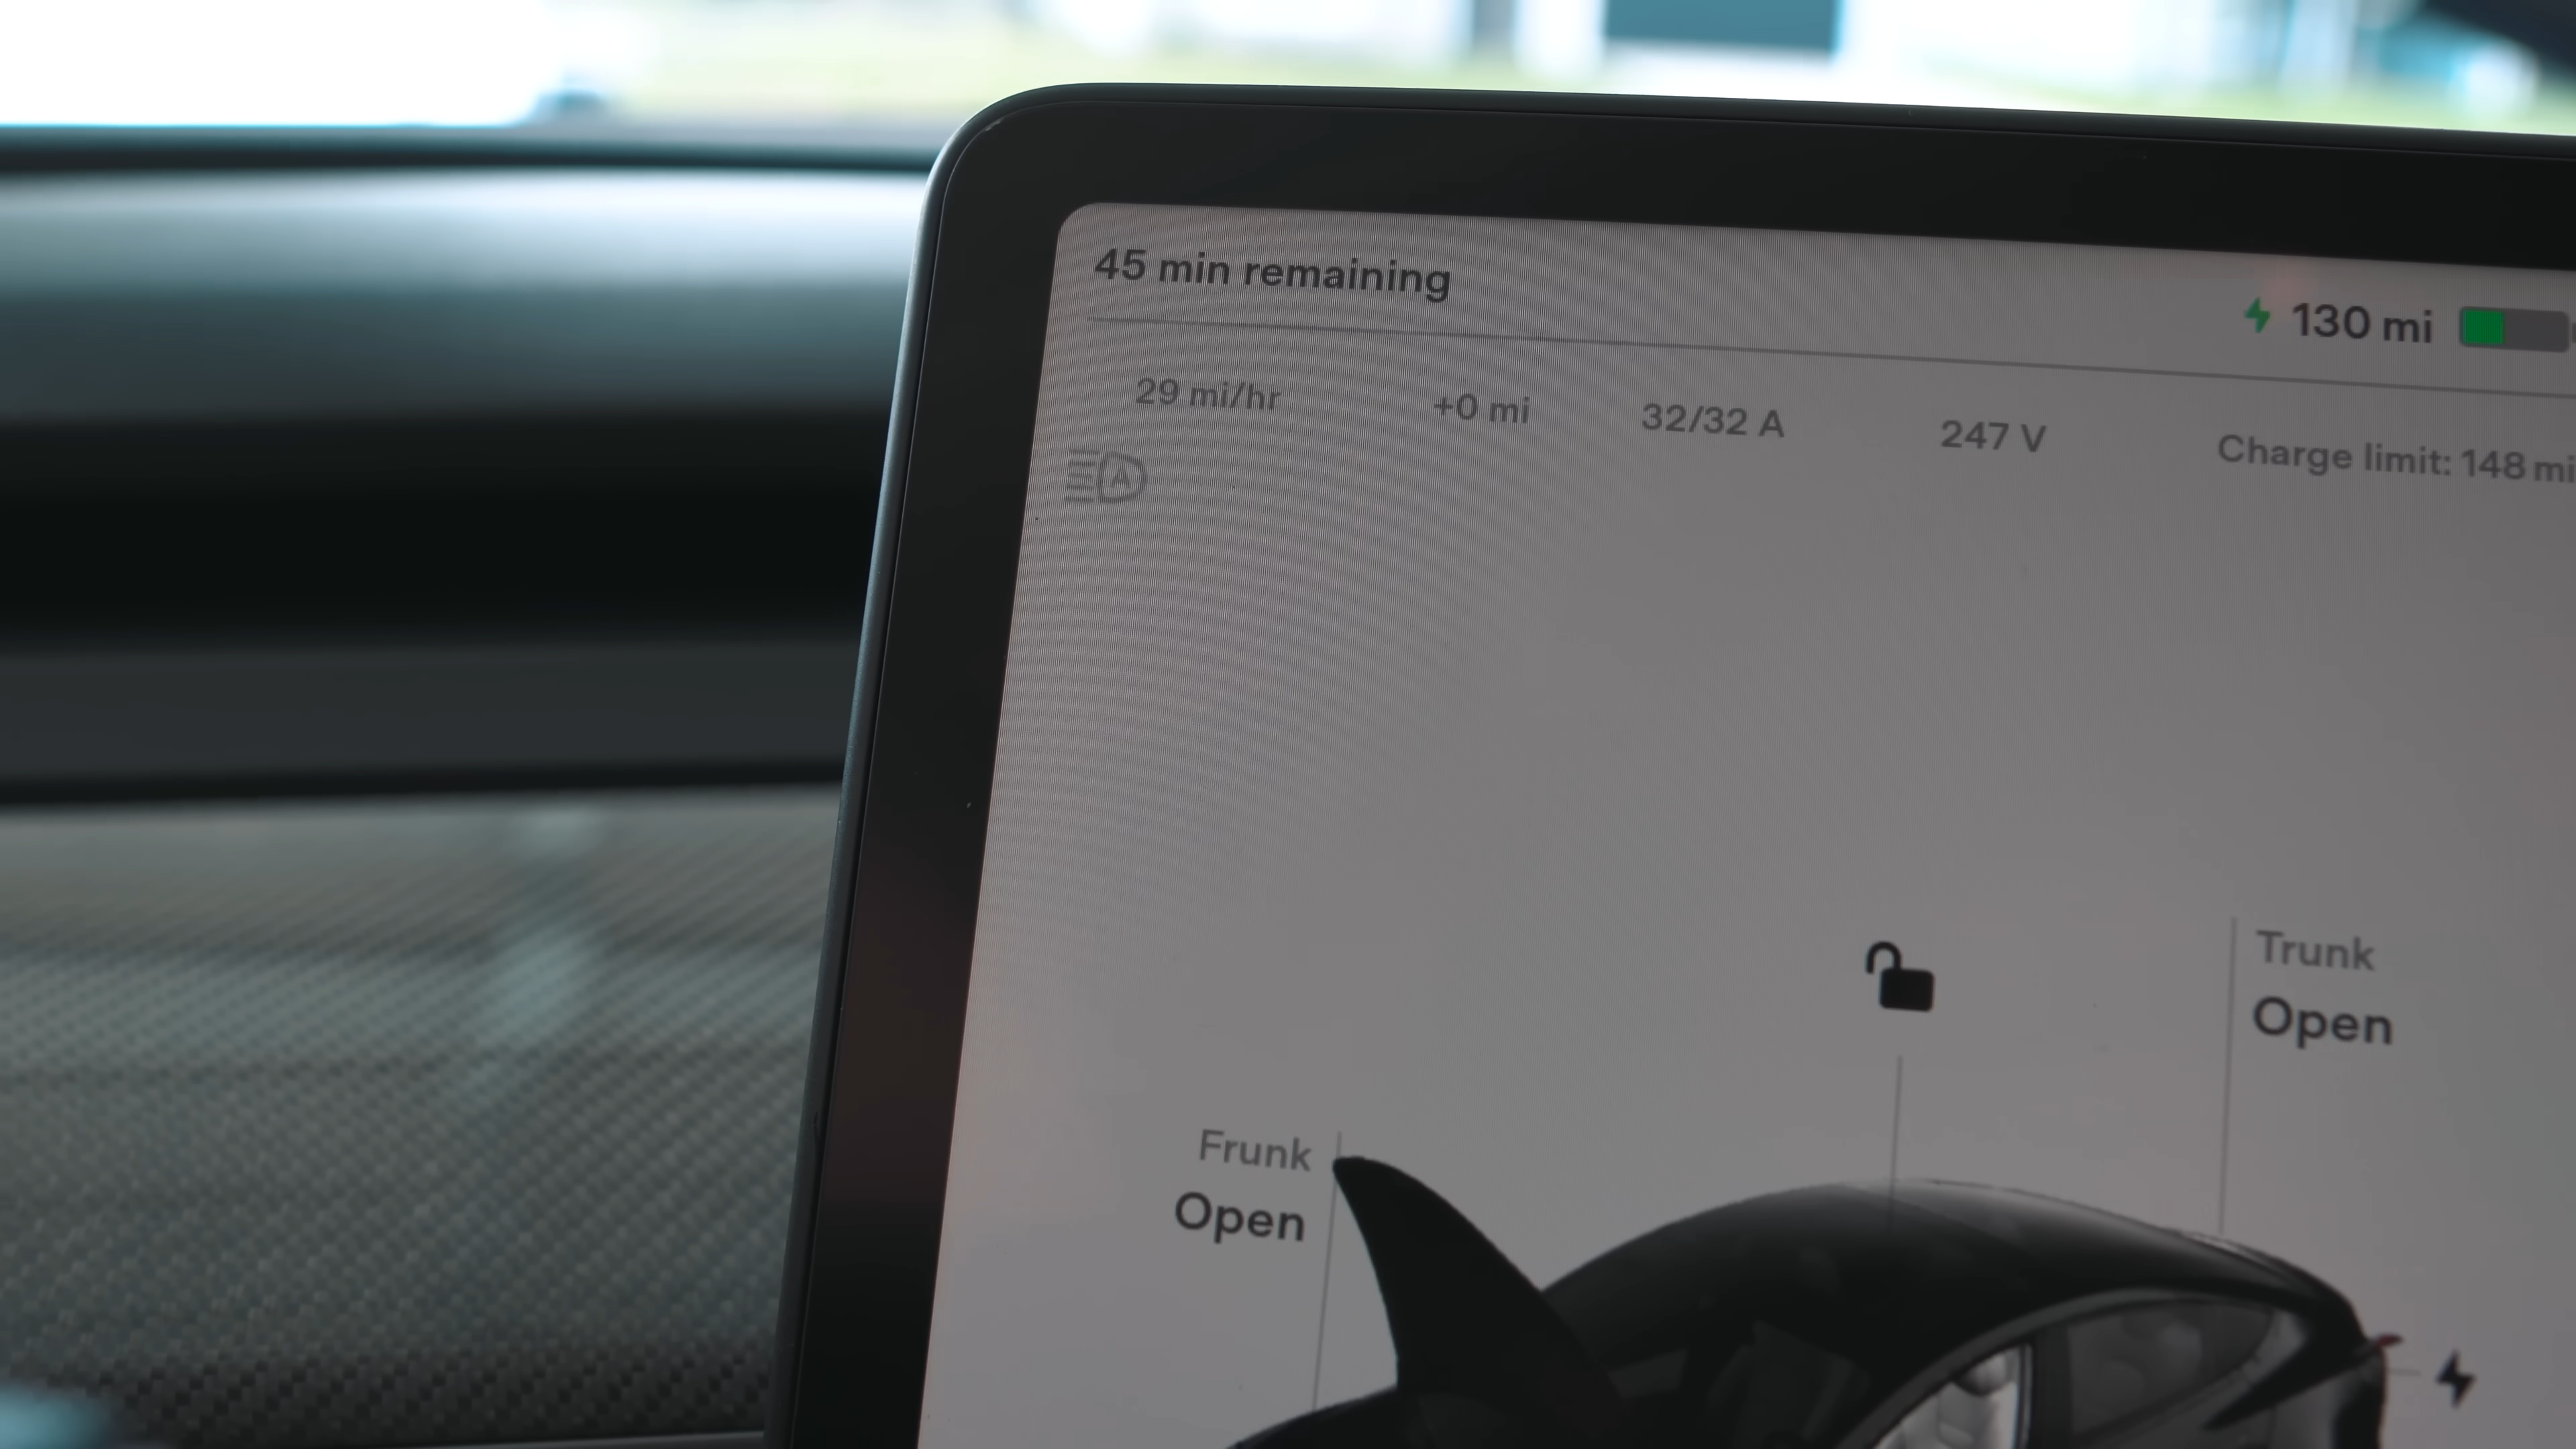 45 min remaining
130 mi
29 mi/hr +0 mi 32/32 A 247 V Charge limit: 148 mi
A
Trunk
Open
Frunk
Open